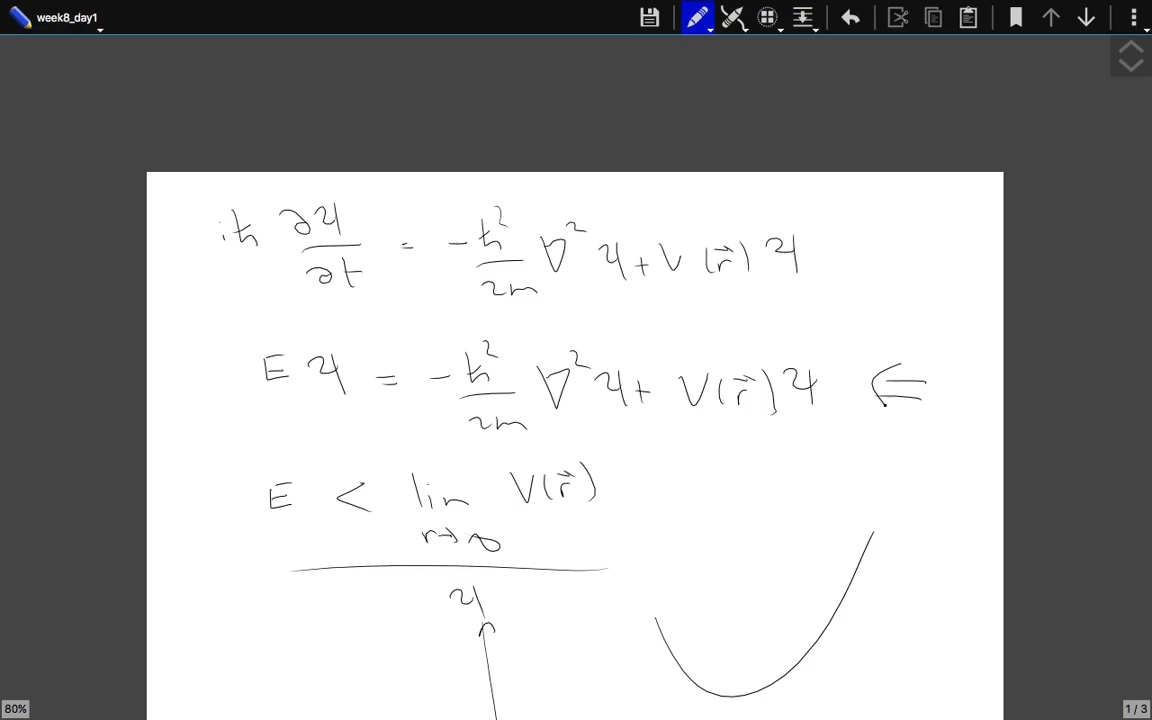 week8_day1
iℏ ∂Ψ/∂t = -ℏ²/2m ∇²Ψ + V(r⃗)Ψ
EΨ = -ℏ²/2m ∇²Ψ + V(r⃗)Ψ ⇐
E < lim r→∞ V(r⃗)
Ψ
80%
1 / 3